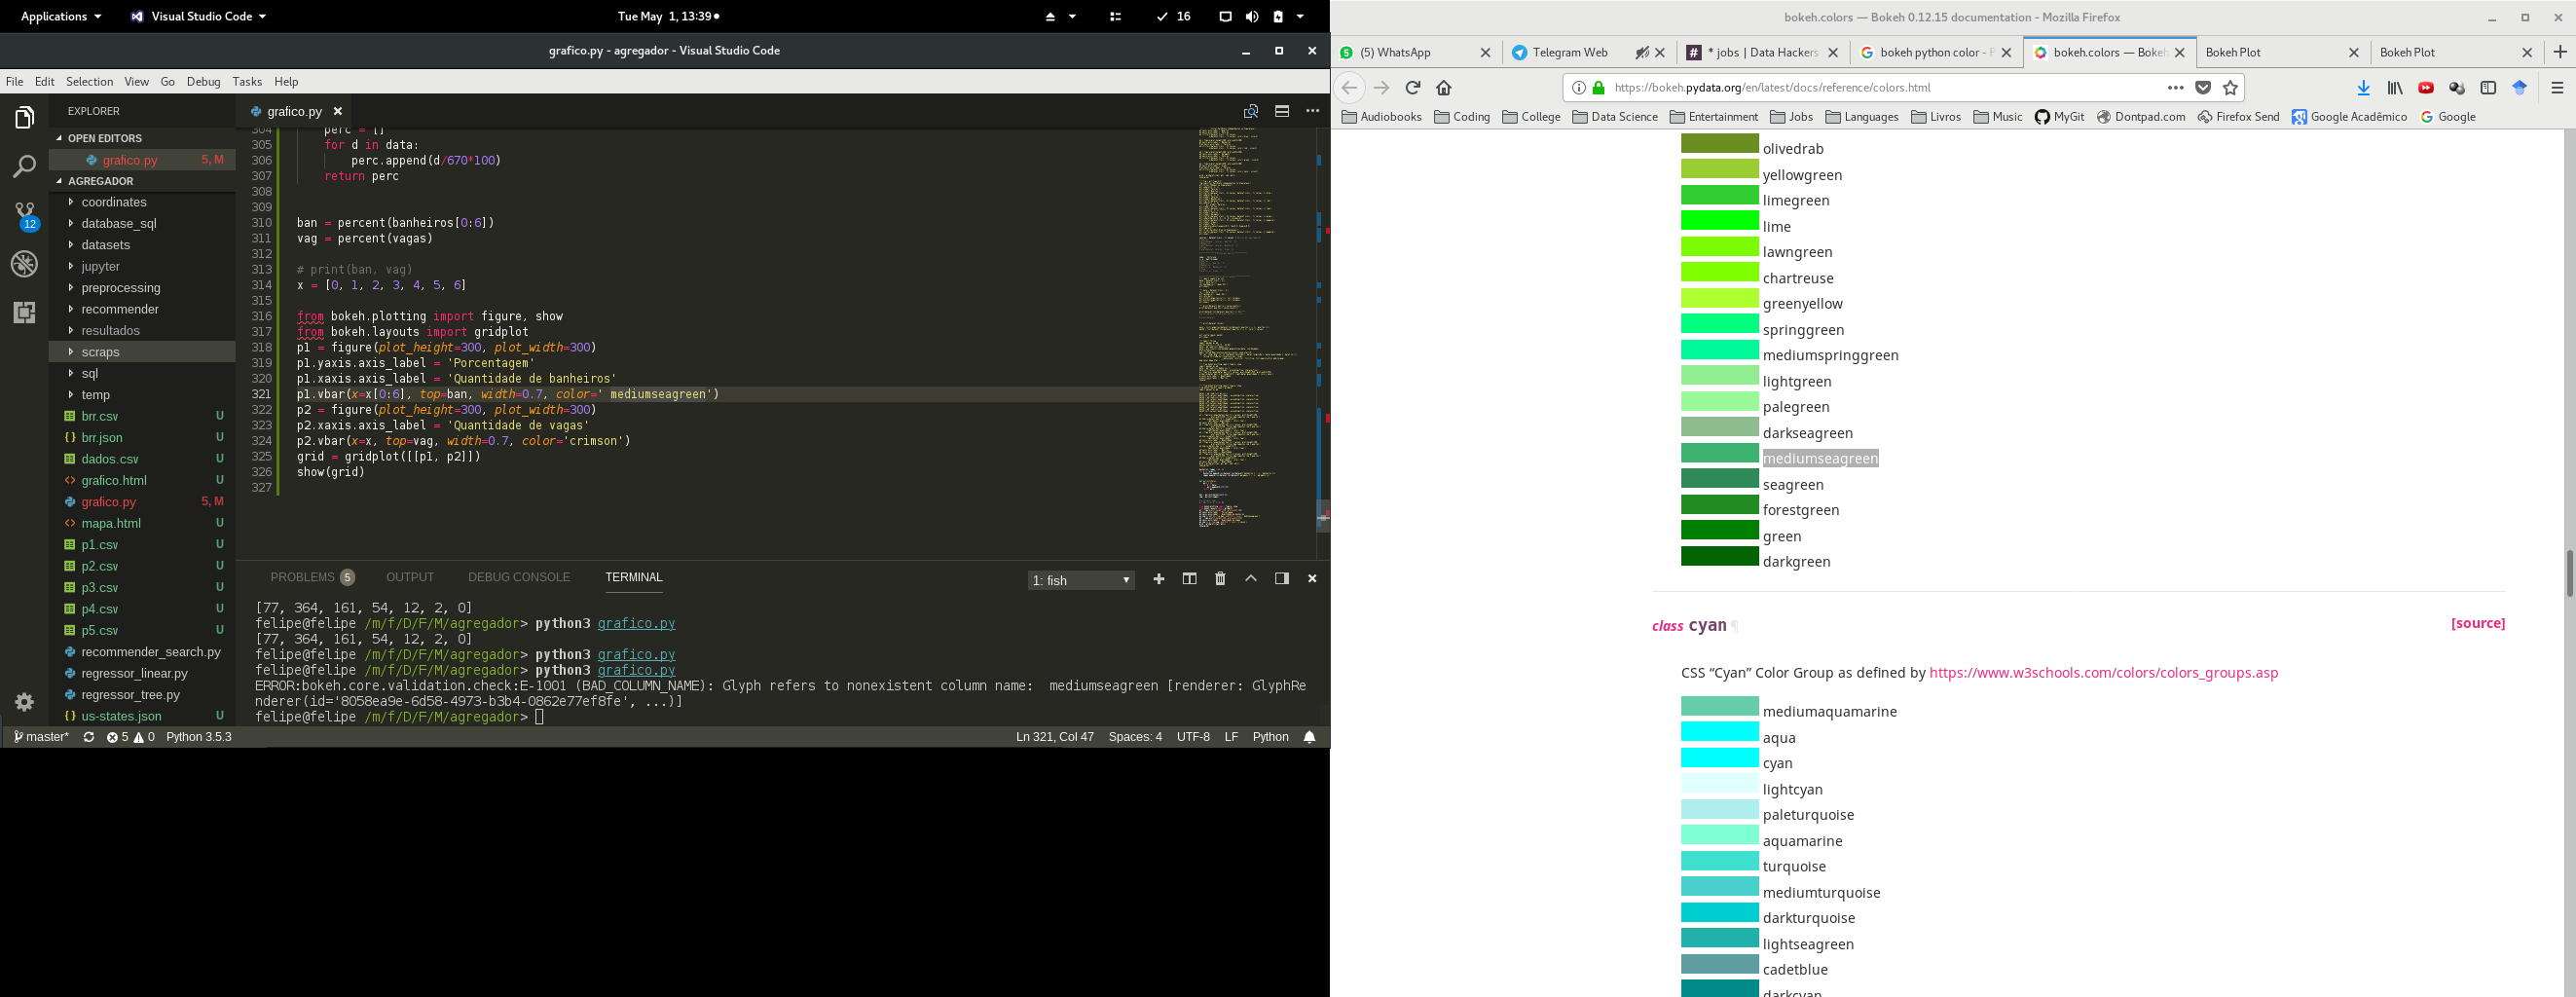 Applications
Visual Studio Code
Tue May 1, 13:39
16
grafico.py - agregador - Visual Studio Code
File Edit Selection View Go Debug Tasks Help
EXPLORER
OPEN EDITORS
grafico.py 5, M
AGREGADOR
coordinates
database_sql
datasets
jupyter
preprocessing
recommender
resultados
scraps
sql
temp
brr.csv U
brr.json U
dados.csv U
grafico.html U
grafico.py 5, M
mapa.html U
p1.csv U
p2.csv U
p3.csv U
p4.csv U
p5.csv U
recommender_search.py
regressor_linear.py
regressor_tree.py
us-states.json U
12
grafico.py
304 perc = []
305 for d in data:
306 perc.append(d/670*100)
307 return perc
308
309
310 ban = percent(banheiros[0:6])
311 vag = percent(vagas)
312
313 # print(ban, vag)
314 x = [0, 1, 2, 3, 4, 5, 6]
315
316 from bokeh.plotting import figure, show
317 from bokeh.layouts import gridplot
318 p1 = figure(plot_height=300, plot_width=300)
319 p1.yaxis.axis_label = 'Porcentagem'
320 p1.xaxis.axis_label = 'Quantidade de banheiros'
321 p1.vbar(x=x[0:6], top=ban, width=0.7, color=' mediumseagreen')
322 p2 = figure(plot_height=300, plot_width=300)
323 p2.xaxis.axis_label = 'Quantidade de vagas'
324 p2.vbar(x=x, top=vag, width=0.7, color='crimson')
325 grid = gridplot([[p1, p2]])
326 show(grid)
327
PROBLEMS 5 OUTPUT DEBUG CONSOLE TERMINAL
1: fish
[77, 364, 161, 54, 12, 2, 0]
felipe@felipe /m/f/D/F/M/agregador> python3 grafico.py
[77, 364, 161, 54, 12, 2, 0]
felipe@felipe /m/f/D/F/M/agregador> python3 grafico.py
felipe@felipe /m/f/D/F/M/agregador> python3 grafico.py
ERROR:bokeh.core.validation.check:E-1001 (BAD_COLUMN_NAME): Glyph refers to nonexistent column name:  mediumseagreen [renderer: GlyphRe
nderer(id='8058ea9e-6d58-4973-b3b4-0862e77ef8fe', ...)]
felipe@felipe /m/f/D/F/M/agregador>
master* 5 0 Python 3.5.3
Ln 321, Col 47 Spaces: 4 UTF-8 LF Python
bokeh.colors — Bokeh 0.12.15 documentation - Mozilla Firefox
(5) WhatsApp
Telegram Web
* jobs | Data Hackers
bokeh python color - P
bokeh.colors — Bokeh
Bokeh Plot
Bokeh Plot
https://bokeh.pydata.org/en/latest/docs/reference/colors.html
Audiobooks Coding College Data Science Entertainment Jobs Languages Livros Music MyGit Dontpad.com Firefox Send Google Acadêmico Google
olivedrab
yellowgreen
limegreen
lime
lawngreen
chartreuse
greenyellow
springgreen
mediumspringgreen
lightgreen
palegreen
darkseagreen
mediumseagreen
seagreen
forestgreen
green
darkgreen
class cyan ¶ [source]
CSS “Cyan” Color Group as defined by https://www.w3schools.com/colors/colors_groups.asp
mediumaquamarine
aqua
cyan
lightcyan
paleturquoise
aquamarine
turquoise
mediumturquoise
darkturquoise
lightseagreen
cadetblue
darkcyan